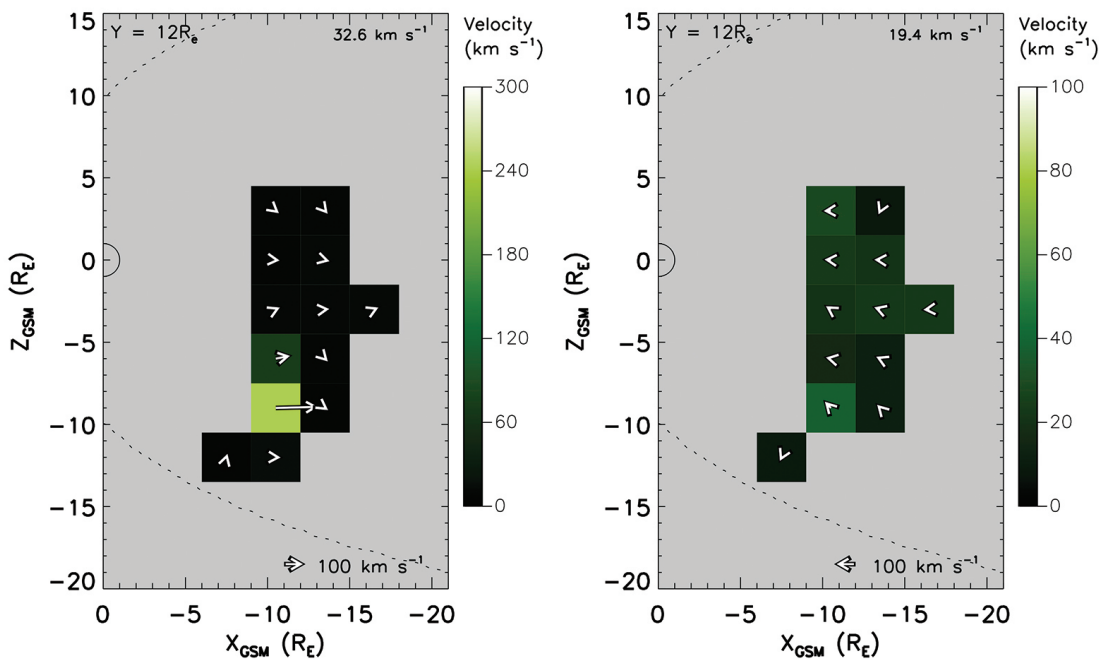 Y = 12Rₑ 32.6 km s⁻¹
Velocity
(km s⁻¹)
15
10
5
0
−5
−10
−15
−20
Z_GSM (R_E)
300
240
180
120
60
0
100 km s⁻¹
0 −5 −10 −15 −20
X_GSM (R_E)
Y = 12Rₑ 19.4 km s⁻¹
Velocity
(km s⁻¹)
15
10
5
0
−5
−10
−15
−20
Z_GSM (R_E)
100
80
60
40
20
0
100 km s⁻¹
0 −5 −10 −15 −20
X_GSM (R_E)